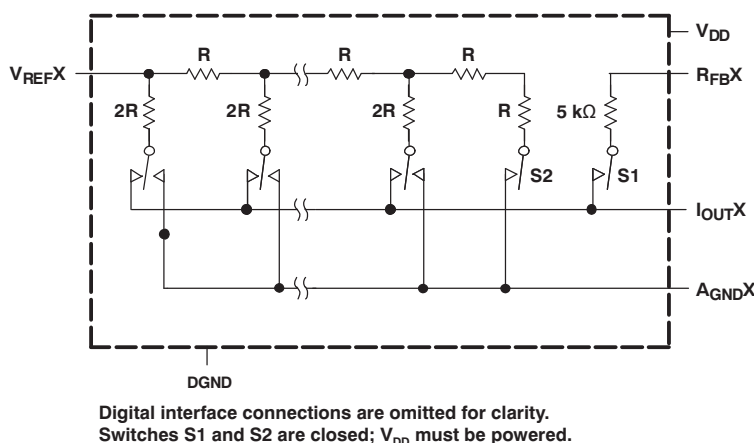 V_DD
R R R
V_REFX R_FBX
2R 2R 2R R 5 kΩ
S2 S1
I_OUTX
A_GNDX
DGND
Digital interface connections are omitted for clarity.
Switches S1 and S2 are closed; V_DD must be powered.